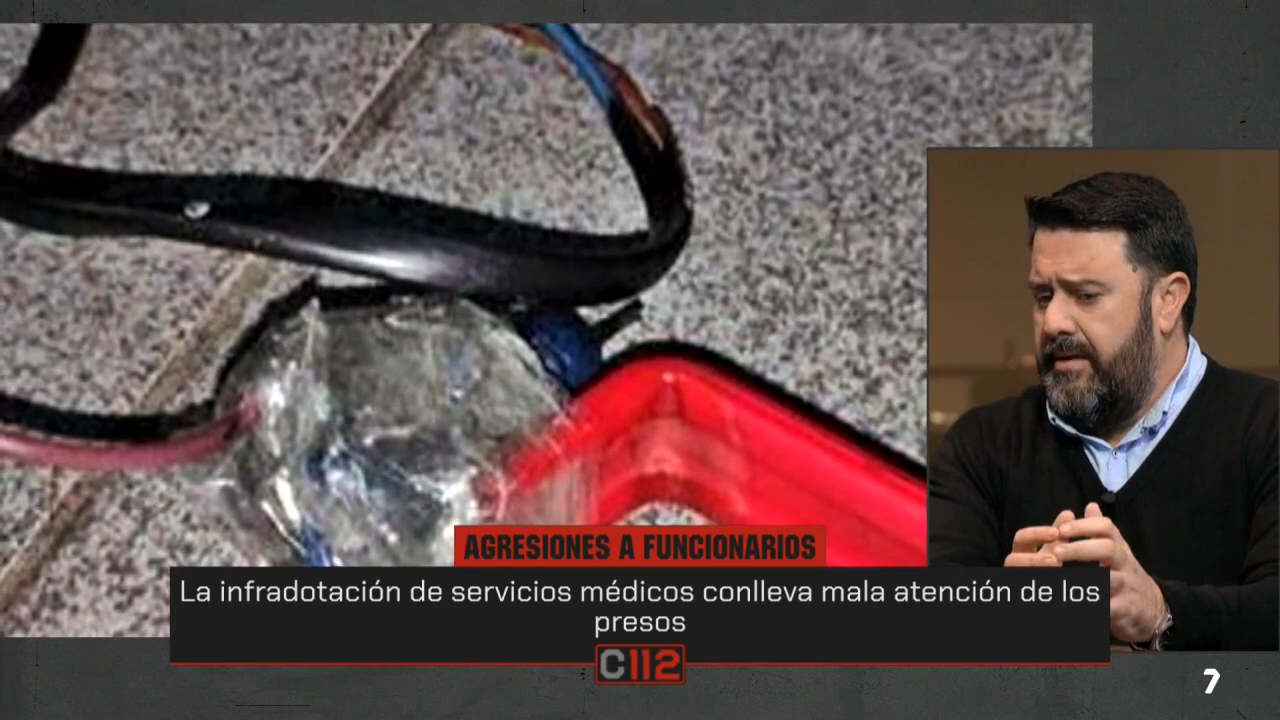 AGRESIONES A FUNCIONARIOS
La infradotación de servicios médicos conlleva mala atención de los
presos
C112
7